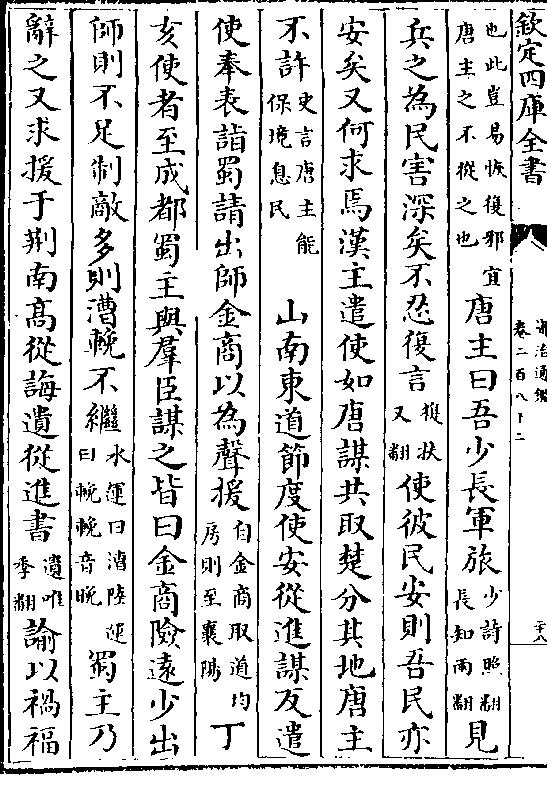 欽定四庫全書
資治通鑑
卷二百八十二
二十八
也此豈易恢復邪宜
唐主之不從之也
唐主曰吾少長軍旅少詩照翻長知兩翻見
兵之為民害深矣不忍復言復扶又翻使彼民安則吾民亦
安矣又何求焉漢主遣使如唐謀共取楚分其地唐主
不許史言唐主能保境息民
山南東道節度使安從進謀反遣
使奉表詣蜀請出師金商以為聲援自金商取道均房則至襄陽丁
亥使者至成都蜀主與羣臣謀之皆曰金商險遠少出
師則不足制敵多則漕輓不繼水運曰漕陸運曰輓輓音晚蜀主乃
辭之又求援于荆南高從誨遺從進書遺唯季翻諭以禍福